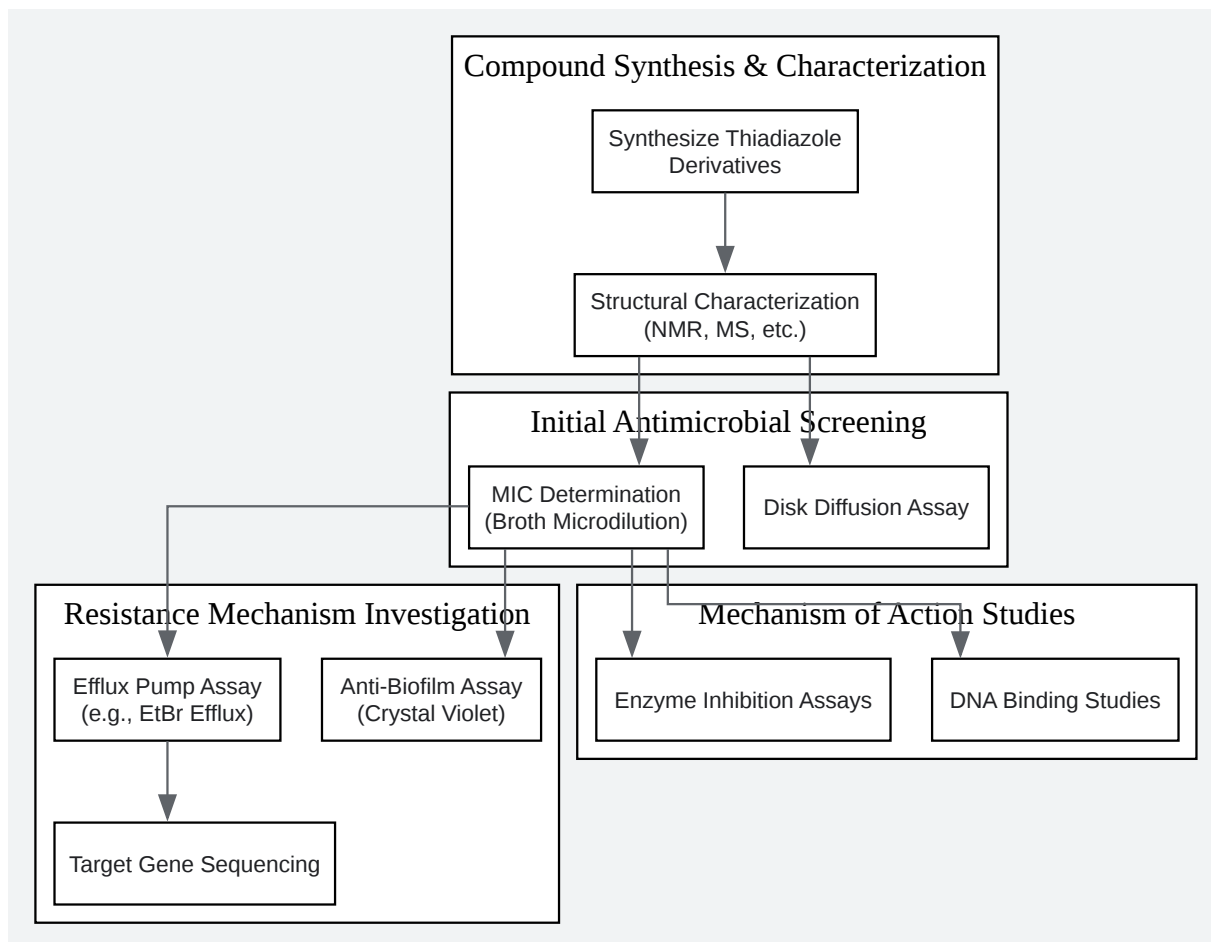 Compound Synthesis & Characterization
Synthesize Thiadiazole
Derivatives
Structural Characterization
(NMR, MS, etc.)
Initial Antimicrobial Screening
MIC Determination
(Broth Microdilution)
Disk Diffusion Assay
Resistance Mechanism Investigation
Efflux Pump Assay
(e.g., EtBr Efflux)
Anti-Biofilm Assay
(Crystal Violet)
Target Gene Sequencing
Mechanism of Action Studies
Enzyme Inhibition Assays
DNA Binding Studies